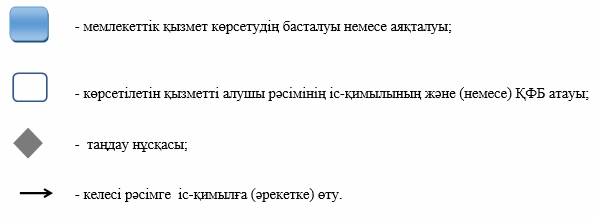 - мемлекеттік қызмет көрсетудің басталуы немесе аяқталуы;
- көрсетілетін қызметті алушы рәсімінің іс-қимылының және (немесе) ҚФБ атауы;
- таңдау нұсқасы;
- келесі рәсімге іс-қимылға (әрекетке) өту.